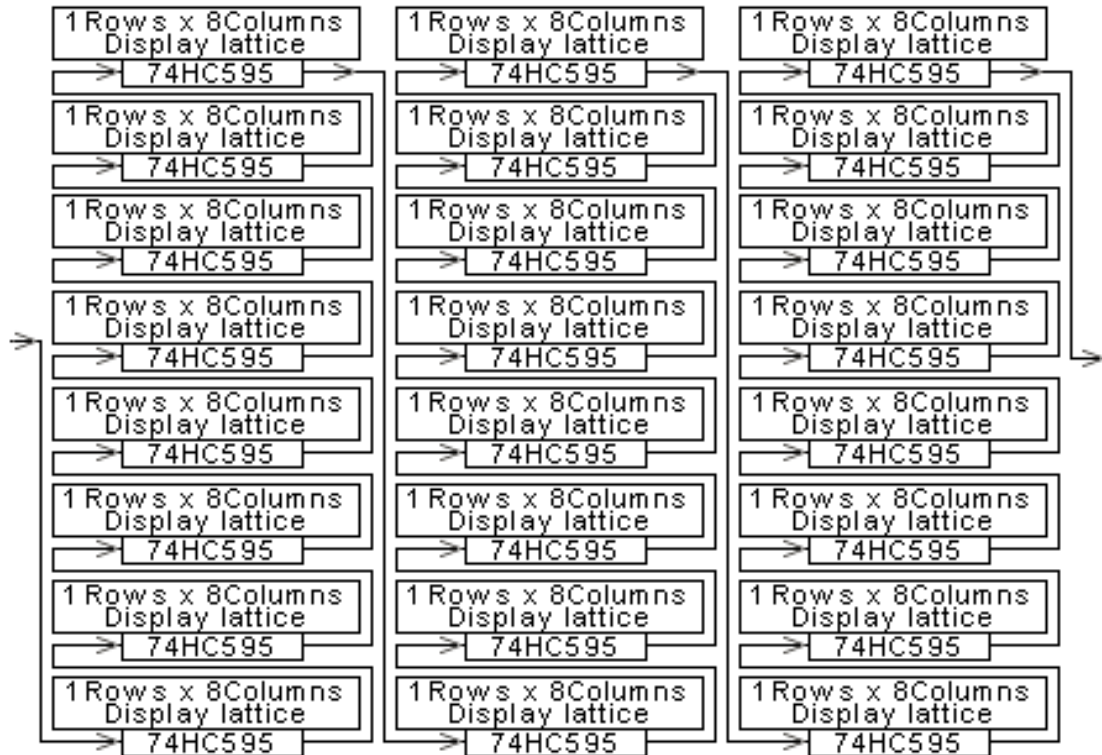 1Rows x 8Columns
Display lattice
74HC595
1Rows x 8Columns
Display lattice
74HC595
1Rows x 8Columns
Display lattice
74HC595
1Rows x 8Columns
Display lattice
74HC595
1Rows x 8Columns
Display lattice
74HC595
1Rows x 8Columns
Display lattice
74HC595
1Rows x 8Columns
Display lattice
74HC595
1Rows x 8Columns
Display lattice
74HC595
1Rows x 8Columns
Display lattice
74HC595
1Rows x 8Columns
Display lattice
74HC595
1Rows x 8Columns
Display lattice
74HC595
1Rows x 8Columns
Display lattice
74HC595
1Rows x 8Columns
Display lattice
74HC595
1Rows x 8Columns
Display lattice
74HC595
1Rows x 8Columns
Display lattice
74HC595
1Rows x 8Columns
Display lattice
74HC595
1Rows x 8Columns
Display lattice
74HC595
1Rows x 8Columns
Display lattice
74HC595
1Rows x 8Columns
Display lattice
74HC595
1Rows x 8Columns
Display lattice
74HC595
1Rows x 8Columns
Display lattice
74HC595
1Rows x 8Columns
Display lattice
74HC595
1Rows x 8Columns
Display lattice
74HC595
1Rows x 8Columns
Display lattice
74HC595